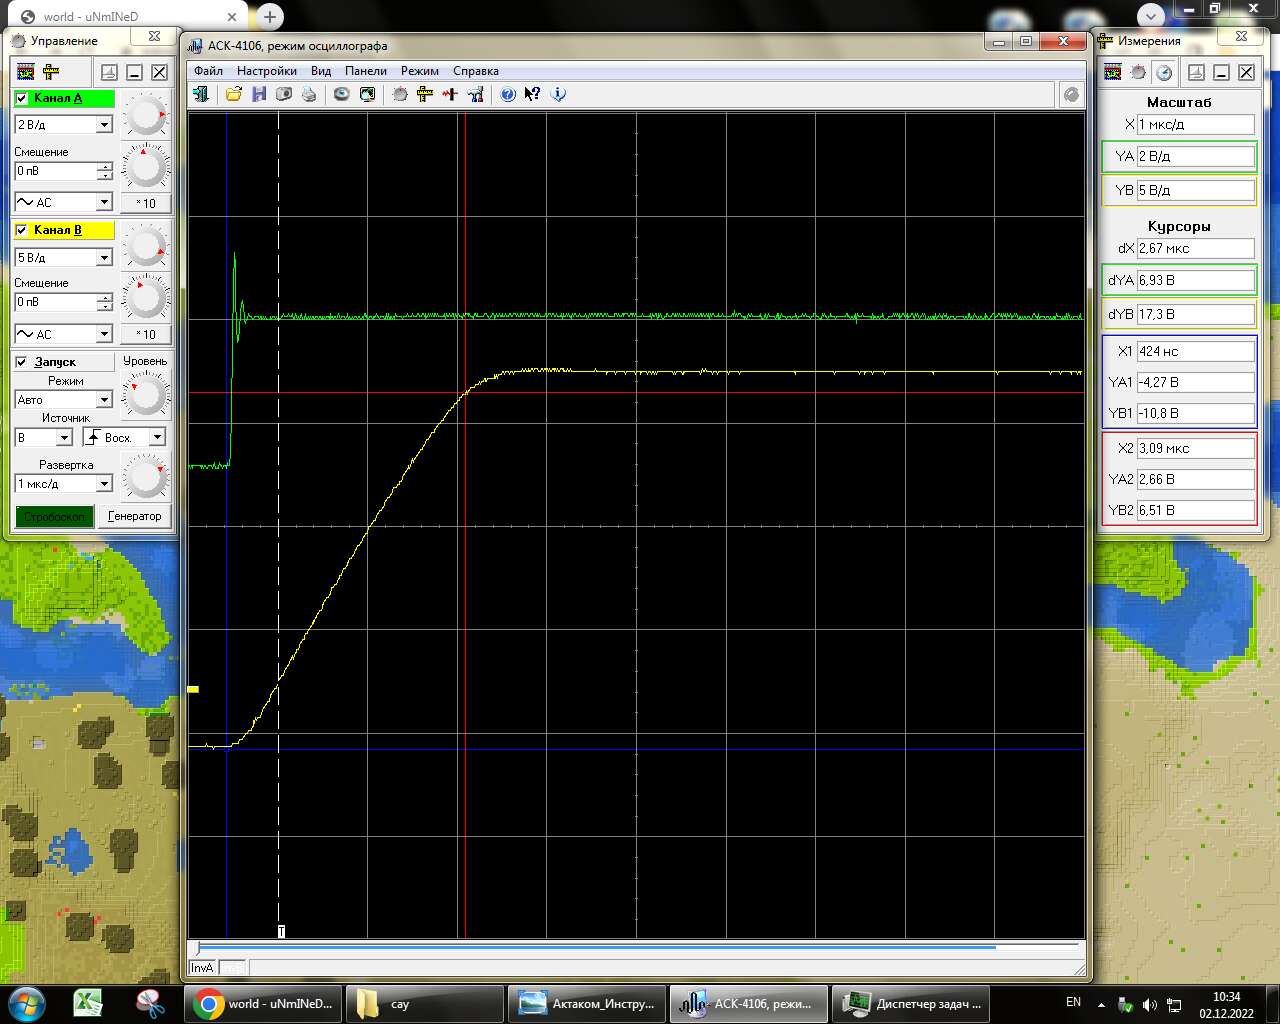 world - uNmINeD
Управление
АСК-4106, режим осциллографа
Измерения
Файл Настройки Вид Панели Режим Справка
Канал A
2 В/д
Смещение
0 пВ
AC
*10
Канал B
5 В/д
Смещение
0 пВ
AC
*10
Запуск
Уровень
Режим
Авто
Источник
B
Восх.
Развертка
1 мкс/д
Стробоскоп
Генератор
T
InvA
Масштаб
X 1 мкс/д
YA 2 В/д
YB 5 В/д
Курсоры
dX 2,67 мкс
dYA 6,93 В
dYB 17,3 В
X1 424 нс
YA1 -4,27 В
YB1 -10,8 В
X2 3,09 мкс
YA2 2,66 В
YB2 6,51 В
world - uNmINeD...
сау
Актаком_Инстру...
АСК-4106, режи...
Диспетчер задач ...
EN
10:34
02.12.2022